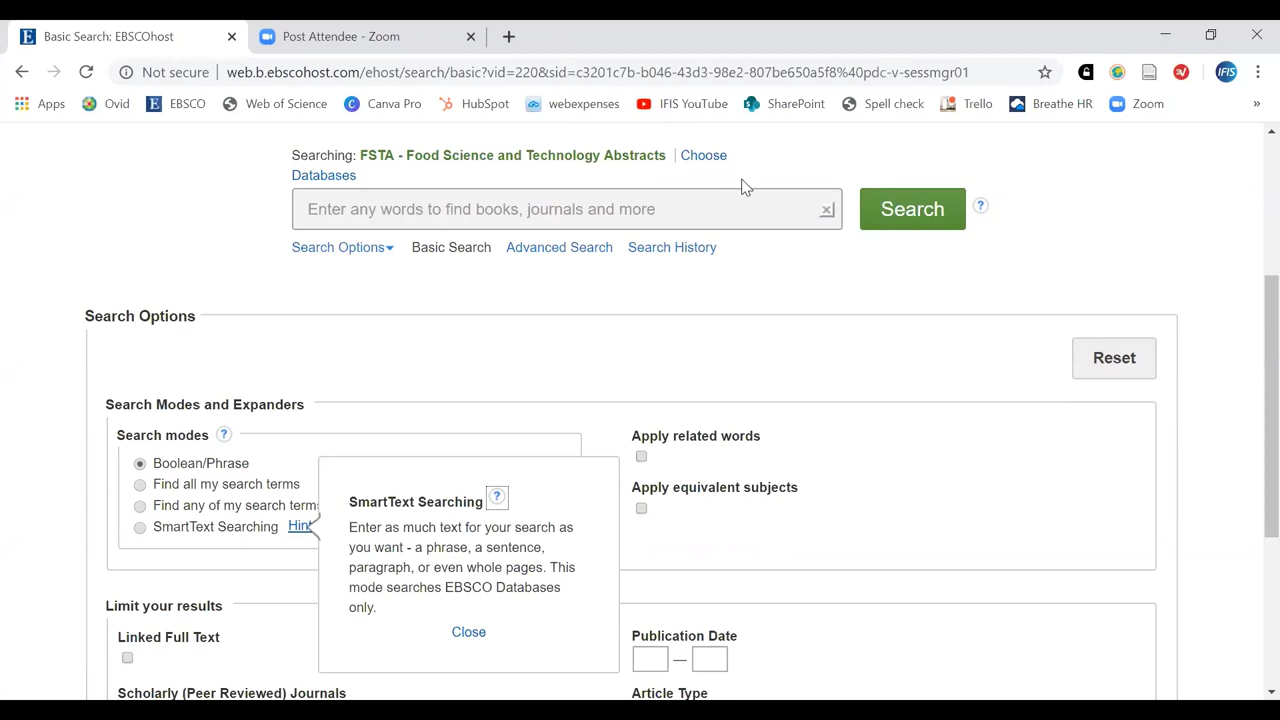 Basic Search: EBSCOhost
Post Attendee - Zoom
Not secure
web.b.ebscohost.com/ehost/search/basic?vid=220&sid=c3201c7b-b046-43d3-98e2-807be650a5f8%40pdc-v-sessmgr01
IFIS
Apps
Ovid
EBSCO
Web of Science
Canva Pro
HubSpot
webexpenses
IFIS YouTube
SharePoint
Spell check
Trello
Breathe HR
Zoom
»
Searching: FSTA - Food Science and Technology Abstracts | Choose
Databases
Enter any words to find books, journals and more
Search
?
Search Options
Basic Search
Advanced Search
Search History
Search Options
Reset
Search Modes and Expanders
Search modes ?
Boolean/Phrase
Find all my search terms
Find any of my search terms
SmartText Searching Hint
SmartText Searching ?
Enter as much text for your search as
you want - a phrase, a sentence,
paragraph, or even whole pages. This
mode searches EBSCO Databases
only.
Close
Apply related words
Apply equivalent subjects
Limit your results
Linked Full Text
Publication Date
—
Scholarly (Peer Reviewed) Journals
Article Type